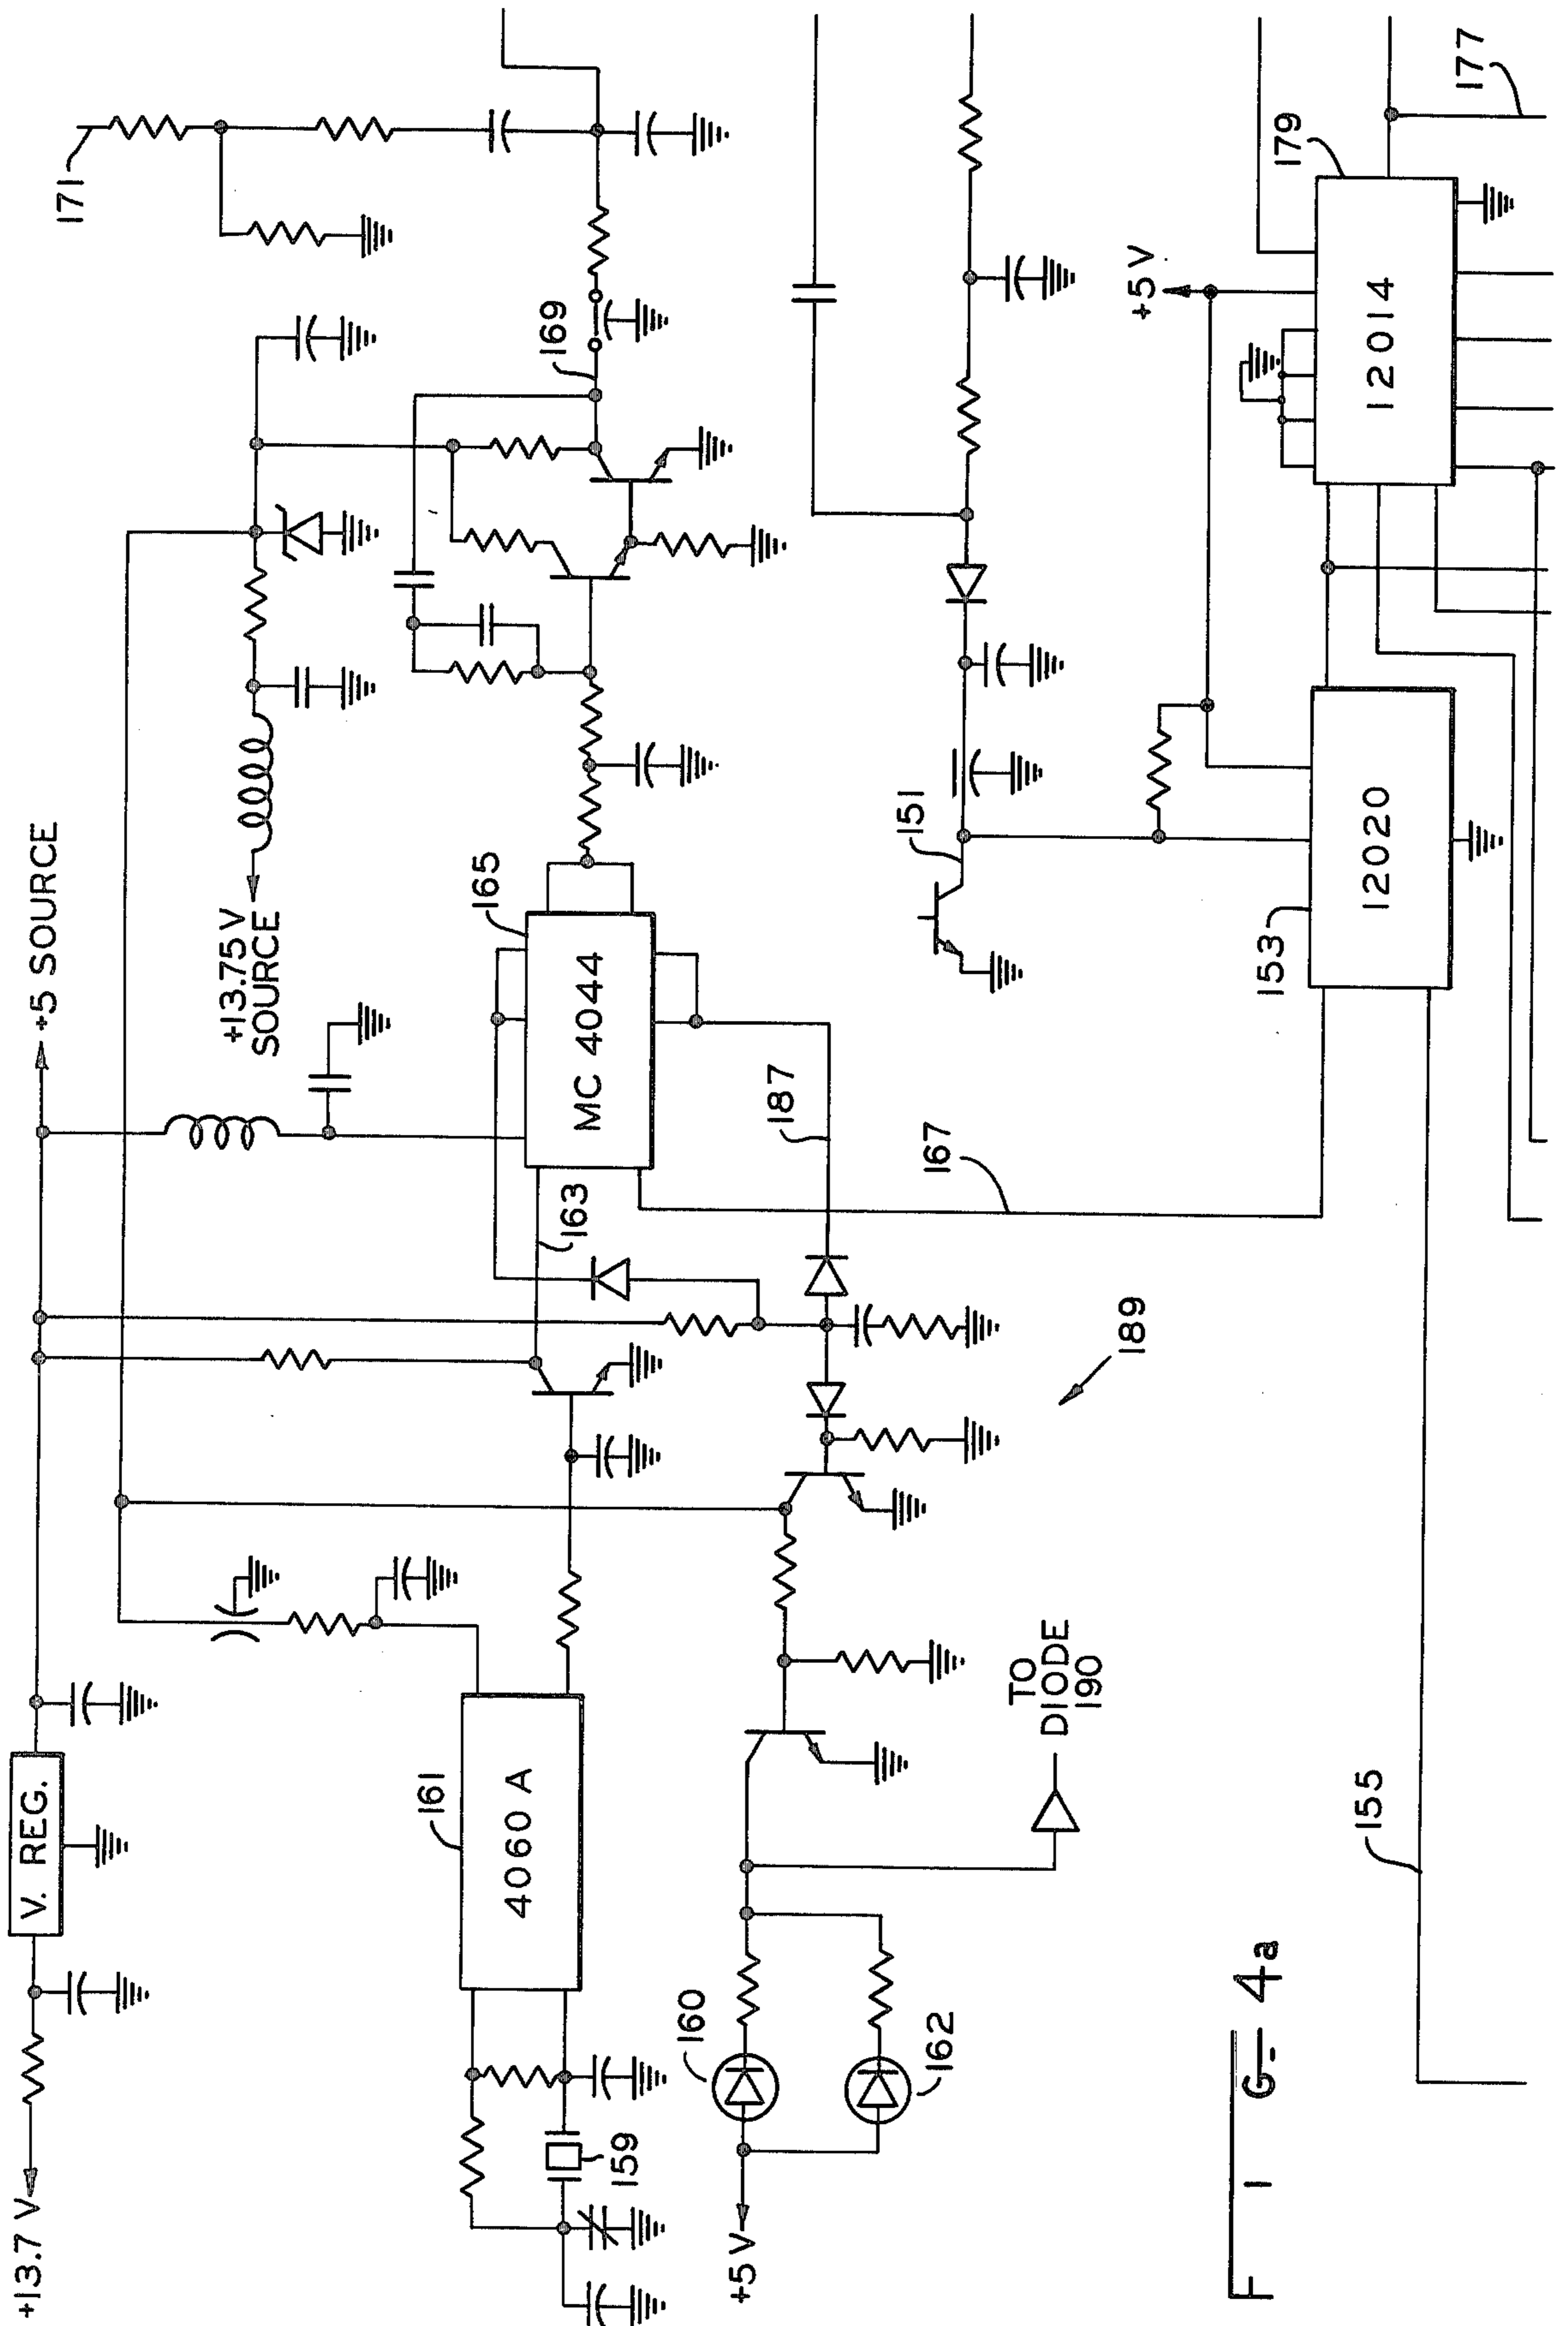 +13.7 V
V. REG.
+5 SOURCE
171
+13.75 V
SOURCE
169
161
4060 A
163
165
MC 4044
159
160
162
+5 V
187
TO
DIODE
190
189
167
151
+5 V
179
12014
153
12020
155
177
FIG- 4a